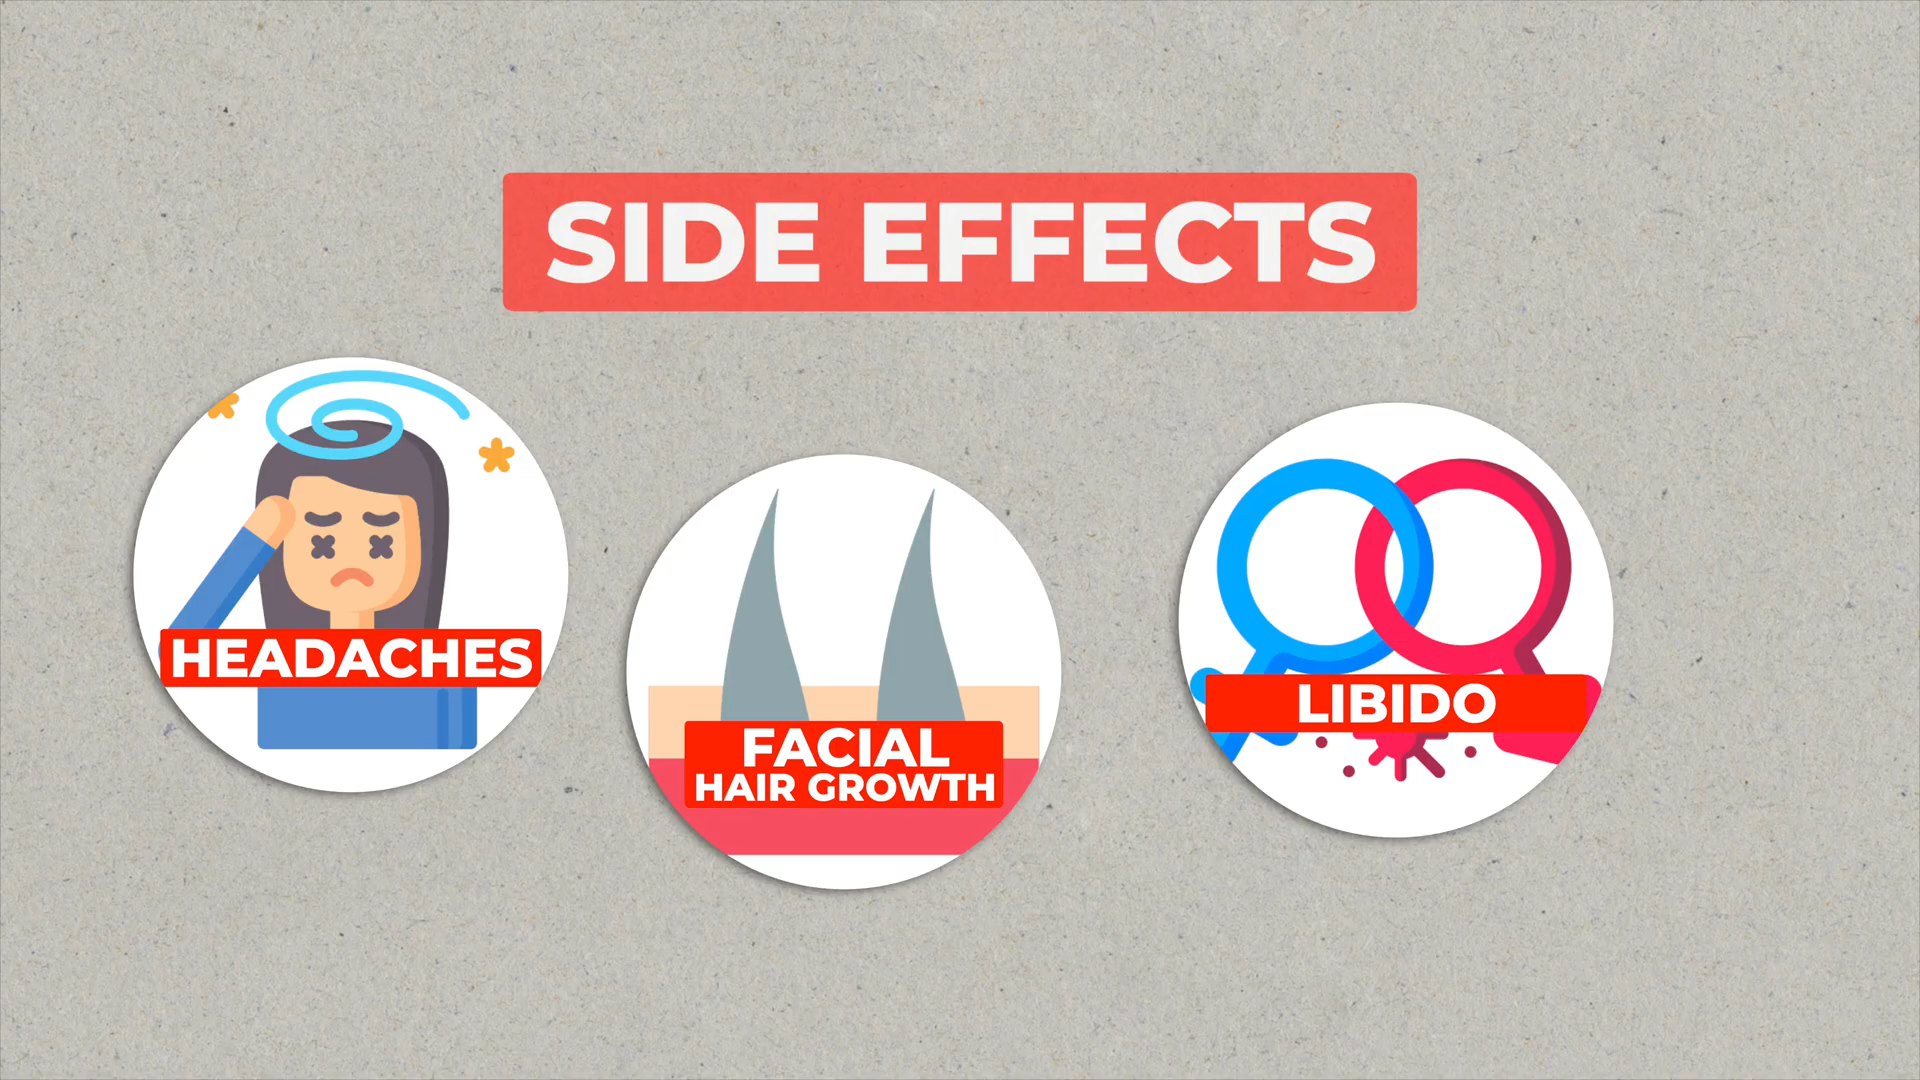 SIDE EFFECTS
HEADACHES
FACIAL
HAIR GROWTH
LIBIDO